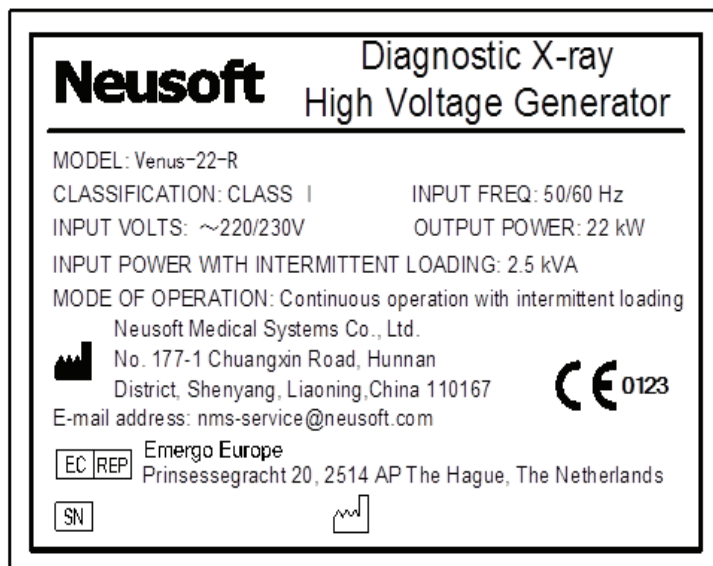 Neusoft
Diagnostic X-ray
High Voltage Generator
MODEL: Venus-22-R
CLASSIFICATION: CLASS I INPUT FREQ: 50/60 Hz
INPUT VOLTS: ～220/230V OUTPUT POWER: 22 kW
INPUT POWER WITH INTERMITTENT LOADING: 2.5 kVA
MODE OF OPERATION: Continuous operation with intermittent loading
Neusoft Medical Systems Co., Ltd.
No. 177-1 Chuangxin Road, Hunnan
District, Shenyang, Liaoning,China 110167
CE 0123
E-mail address: nms-service@neusoft.com
EC REP Emergo Europe
Prinsessegracht 20, 2514 AP The Hague, The Netherlands
SN